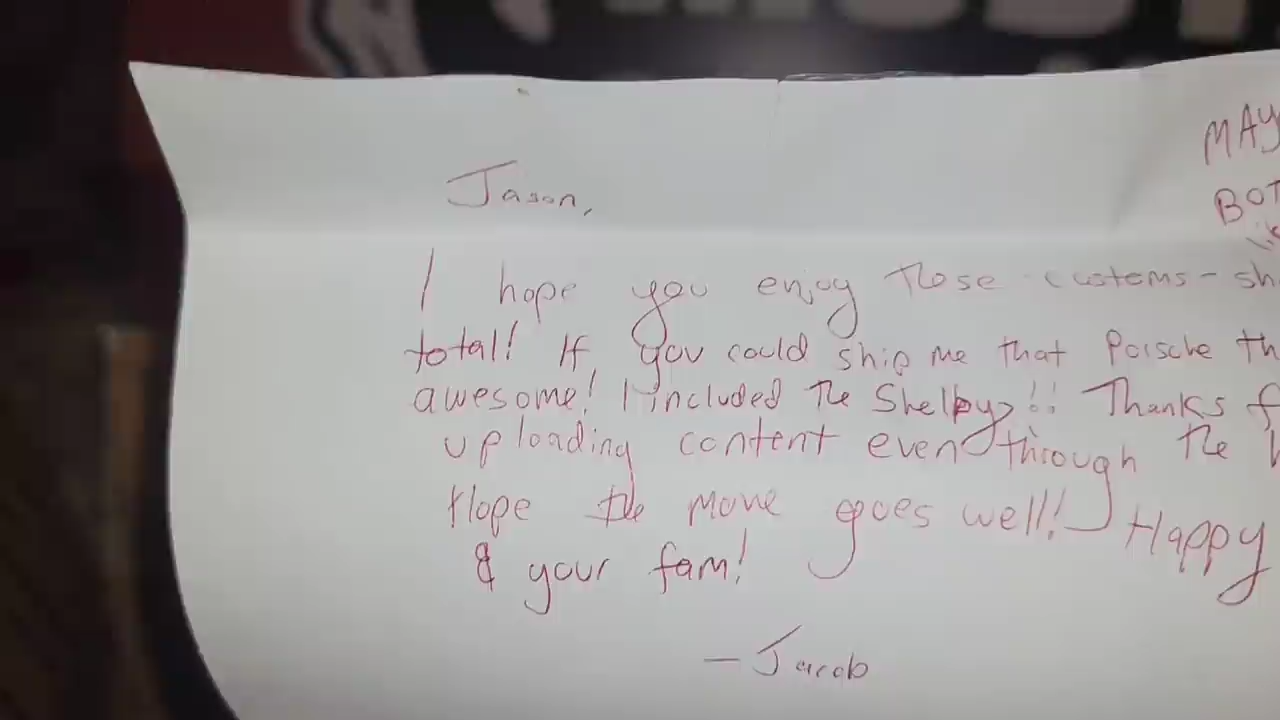 MAY
BOT
Jason,
I hope you enjoy those customs - sh
total! If you could ship me that Porsche th
awesome! I included the Shelby!! Thanks f
uploading content even through the
Hope the move goes well! Happy
& your fam!
- Jacob